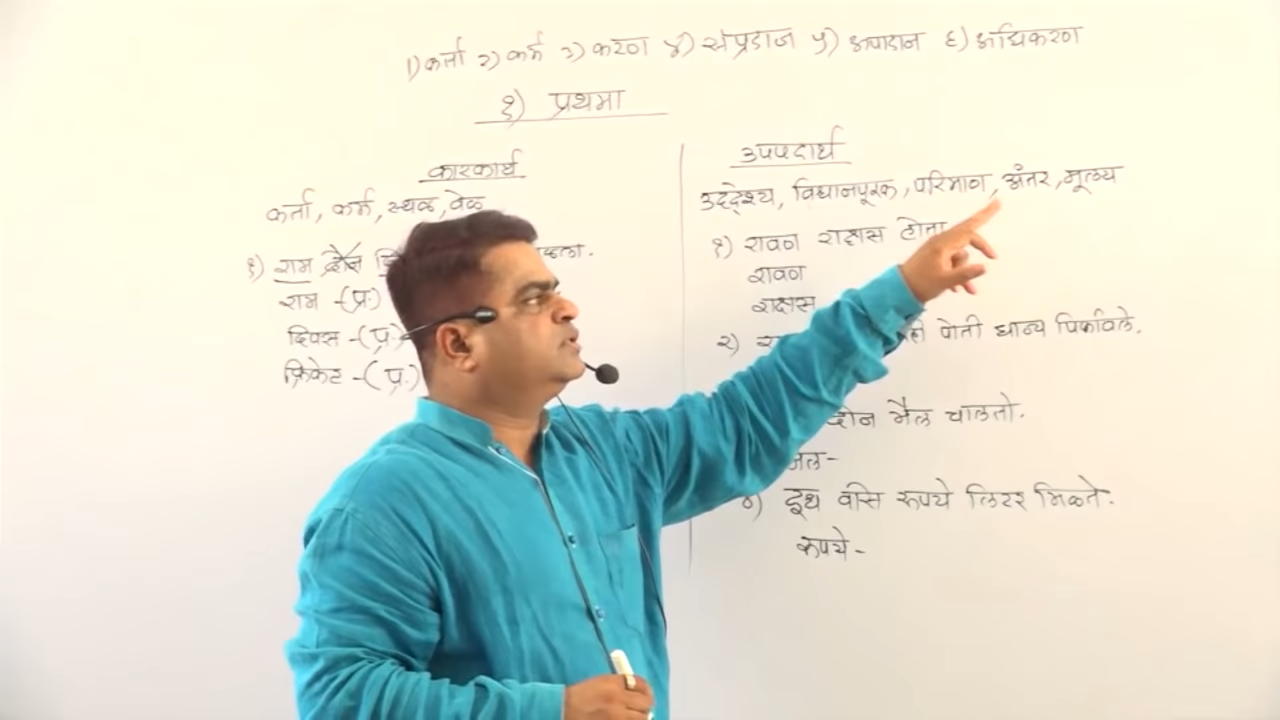 १) कर्ता २) कर्म ३) करण ४) संप्रदान ५) अपादान ६) अधिकरण
१) प्रथमा
कारकार्थ
कर्ता, कर्म, स्थळ, वेळ
१) राम दोन
राम -(प्र.)
दिवस -(प्र.)
क्रिकेट -(प्र.)
उपपदार्थ
उद्देश्य, विधानपूरक, परिमाण, अंतर, मूल्य
१) रावण राक्षस होता
रावण
राक्षस
२) पोती धान्य पिकविले.
दोन मैल चालतो.
४) दूध वीस रुपये लिटर मिळते.
रुपये -